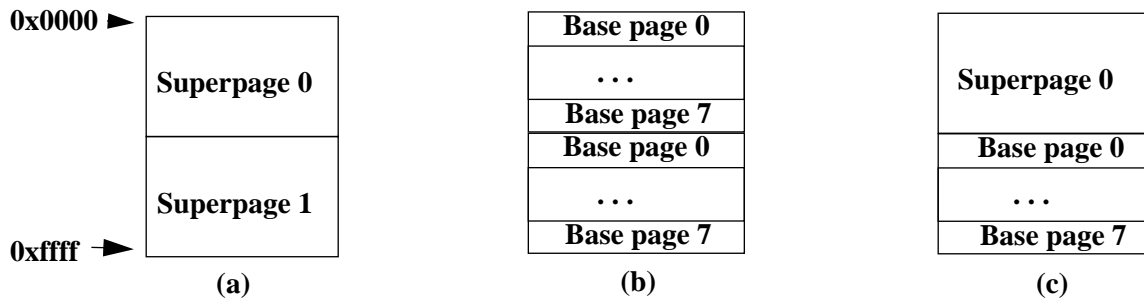 0x0000
Superpage 0
Superpage 1
0xffff
(a)
Base page 0
...
Base page 7
Base page 0
...
Base page 7
(b)
Superpage 0
Base page 0
...
Base page 7
(c)